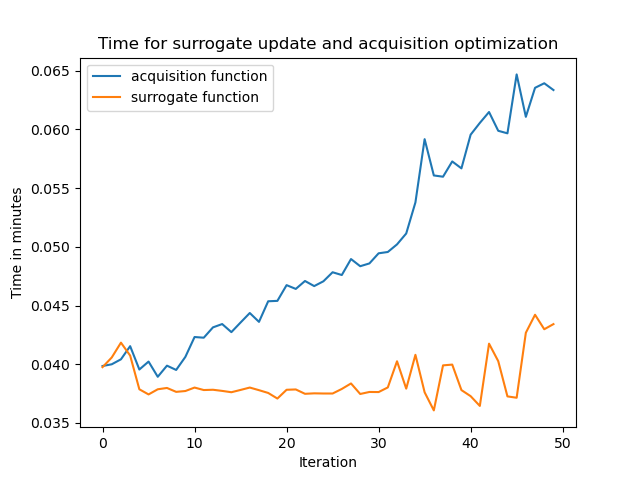 Time for surrogate update and acquisition optimization
acquisition function
surrogate function
Time in minutes
0.065
0.060
0.055
0.050
0.045
0.040
0.035
0 10 20 30 40 50
Iteration